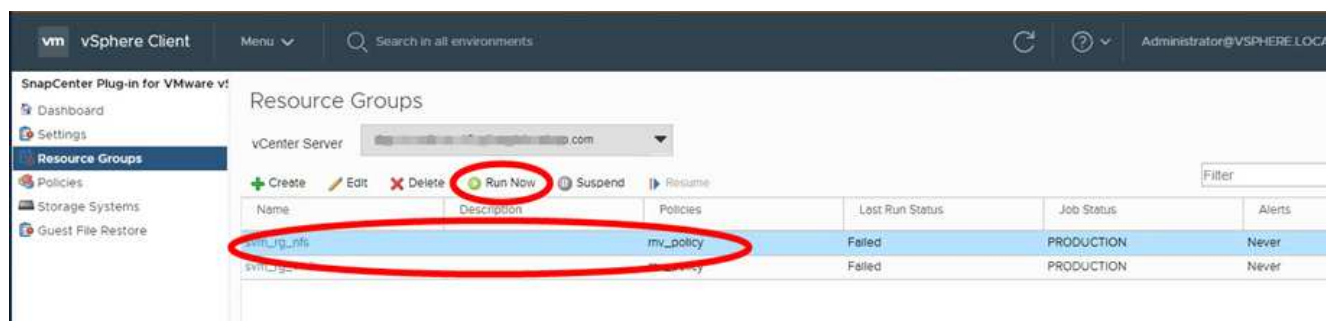 vm vSphere Client Menu Search in all environments Administrator@VSPHERE.LOCA
SnapCenter Plug-in for VMware vS
Dashboard
Settings
Resource Groups
Policies
Storage Systems
Guest File Restore
Resource Groups
vCenter Server .com
Create Edit Delete Run Now Suspend Resume
Filter
Name Description Policies Last Run Status Job Status Alerts
svm_rg_nfs mv_policy Failed PRODUCTION Never
Failed PRODUCTION Never